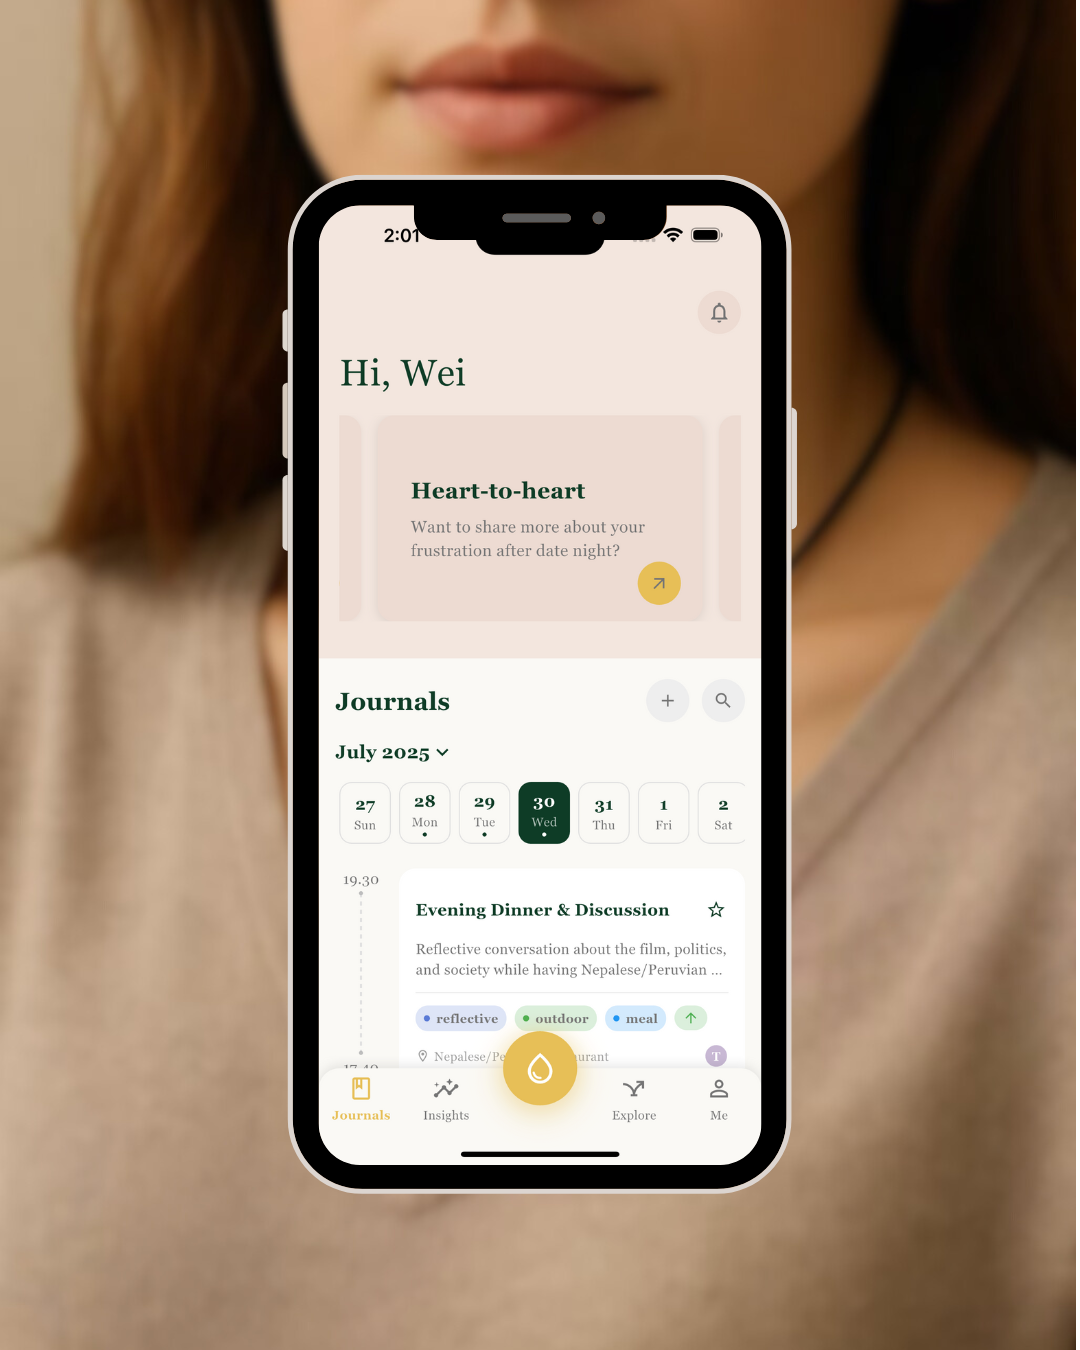 2:01
Hi, Wei
Heart-to-heart
Want to share more about your
frustration after date night?
Journals
July 2025
27 28 29 30 31 1 2
Sun Mon Tue Wed Thu Fri Sat
19.30
Evening Dinner & Discussion
Reflective conversation about the film, politics,
and society while having Nepalese/Peruvian ...
reflective outdoor meal
Nepalese/Pe
T
Journals Insights Explore Me